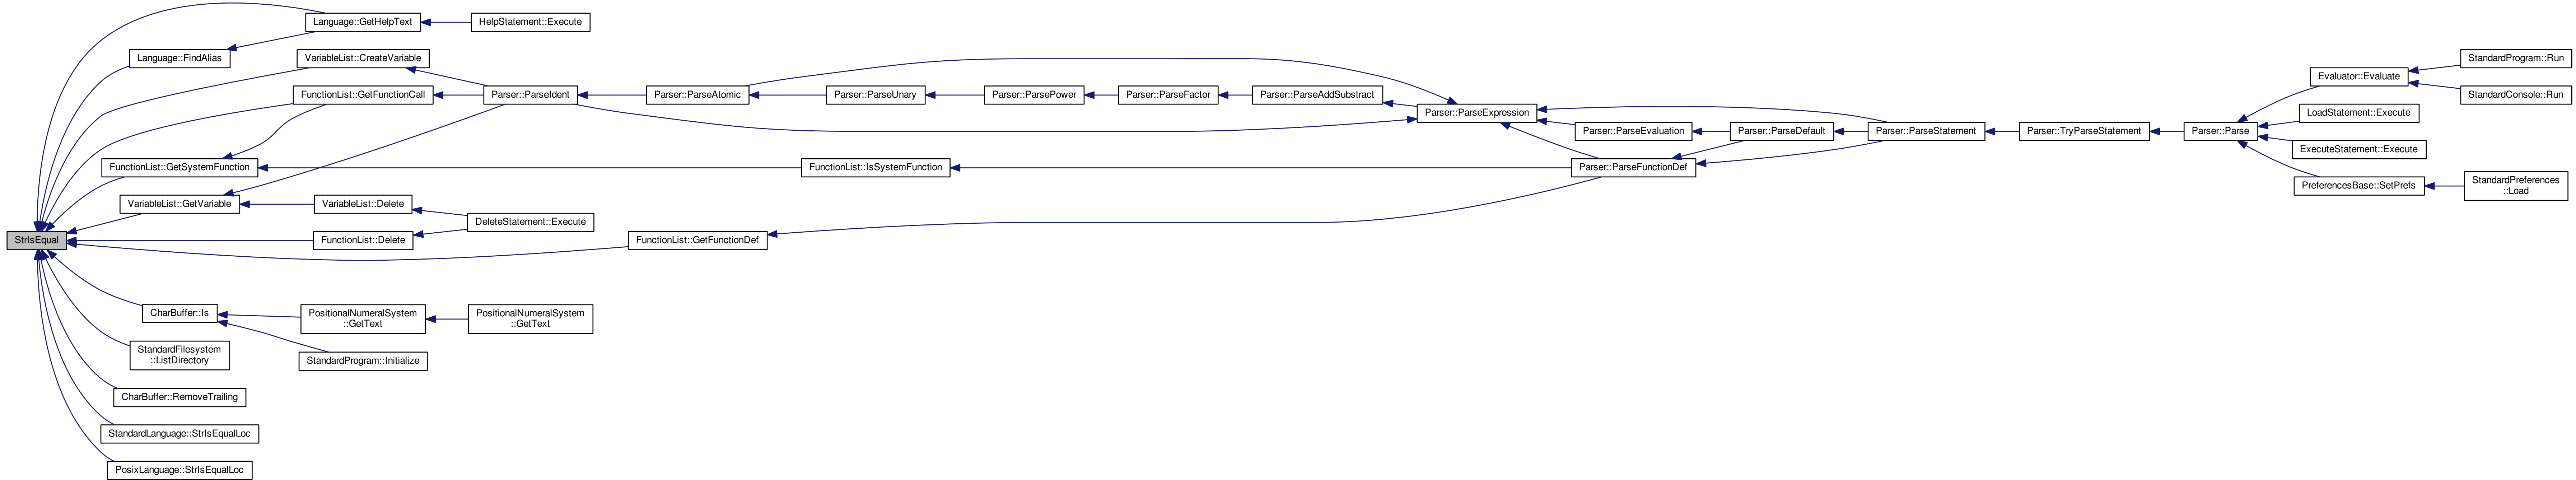 Language::GetHelpText
HelpStatement::Execute
Language::FindAlias
VariableList::CreateVariable
StandardProgram::Run
Evaluator::Evaluate
FunctionList::GetFunctionCall
Parser::ParseIdent
Parser::ParseAtomic
Parser::ParseUnary
Parser::ParsePower
Parser::ParseFactor
Parser::ParseAddSubstract
StandardConsole::Run
Parser::ParseExpression
LoadStatement::Execute
Parser::ParseEvaluation
Parser::ParseDefault
Parser::ParseStatement
Parser::TryParseStatement
Parser::Parse
ExecuteStatement::Execute
FunctionList::GetSystemFunction
FunctionList::IsSystemFunction
Parser::ParseFunctionDef
PreferencesBase::SetPrefs
StandardPreferences
::Load
VariableList::GetVariable
VariableList::Delete
DeleteStatement::Execute
StrIsEqual
FunctionList::Delete
FunctionList::GetFunctionDef
CharBuffer::Is
PositionalNumeralSystem
::GetText
PositionalNumeralSystem
::GetText
StandardFilesystem
::ListDirectory
StandardProgram::Initialize
CharBuffer::RemoveTrailing
StandardLanguage::StrIsEqualLoc
PosixLanguage::StrIsEqualLoc